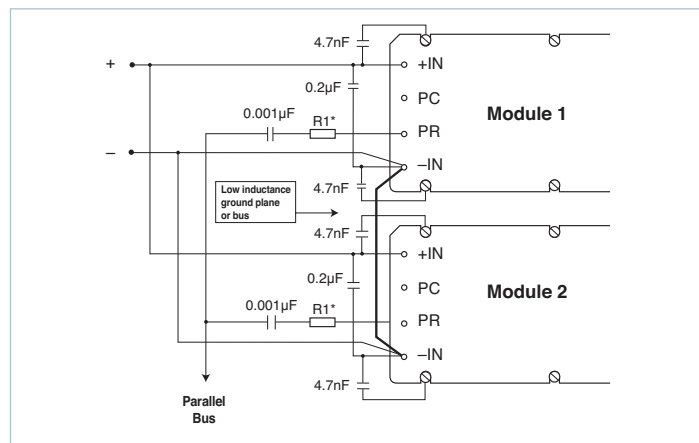 4.7nF
+
+IN
0.2µF
PC
Module 1
0.001µF
R1*
PR
–
–IN
4.7nF
Low inductance
ground plane
or bus
4.7nF
+IN
0.2µF
PC
Module 2
0.001µF
R1*
PR
–IN
4.7nF
Parallel
Bus